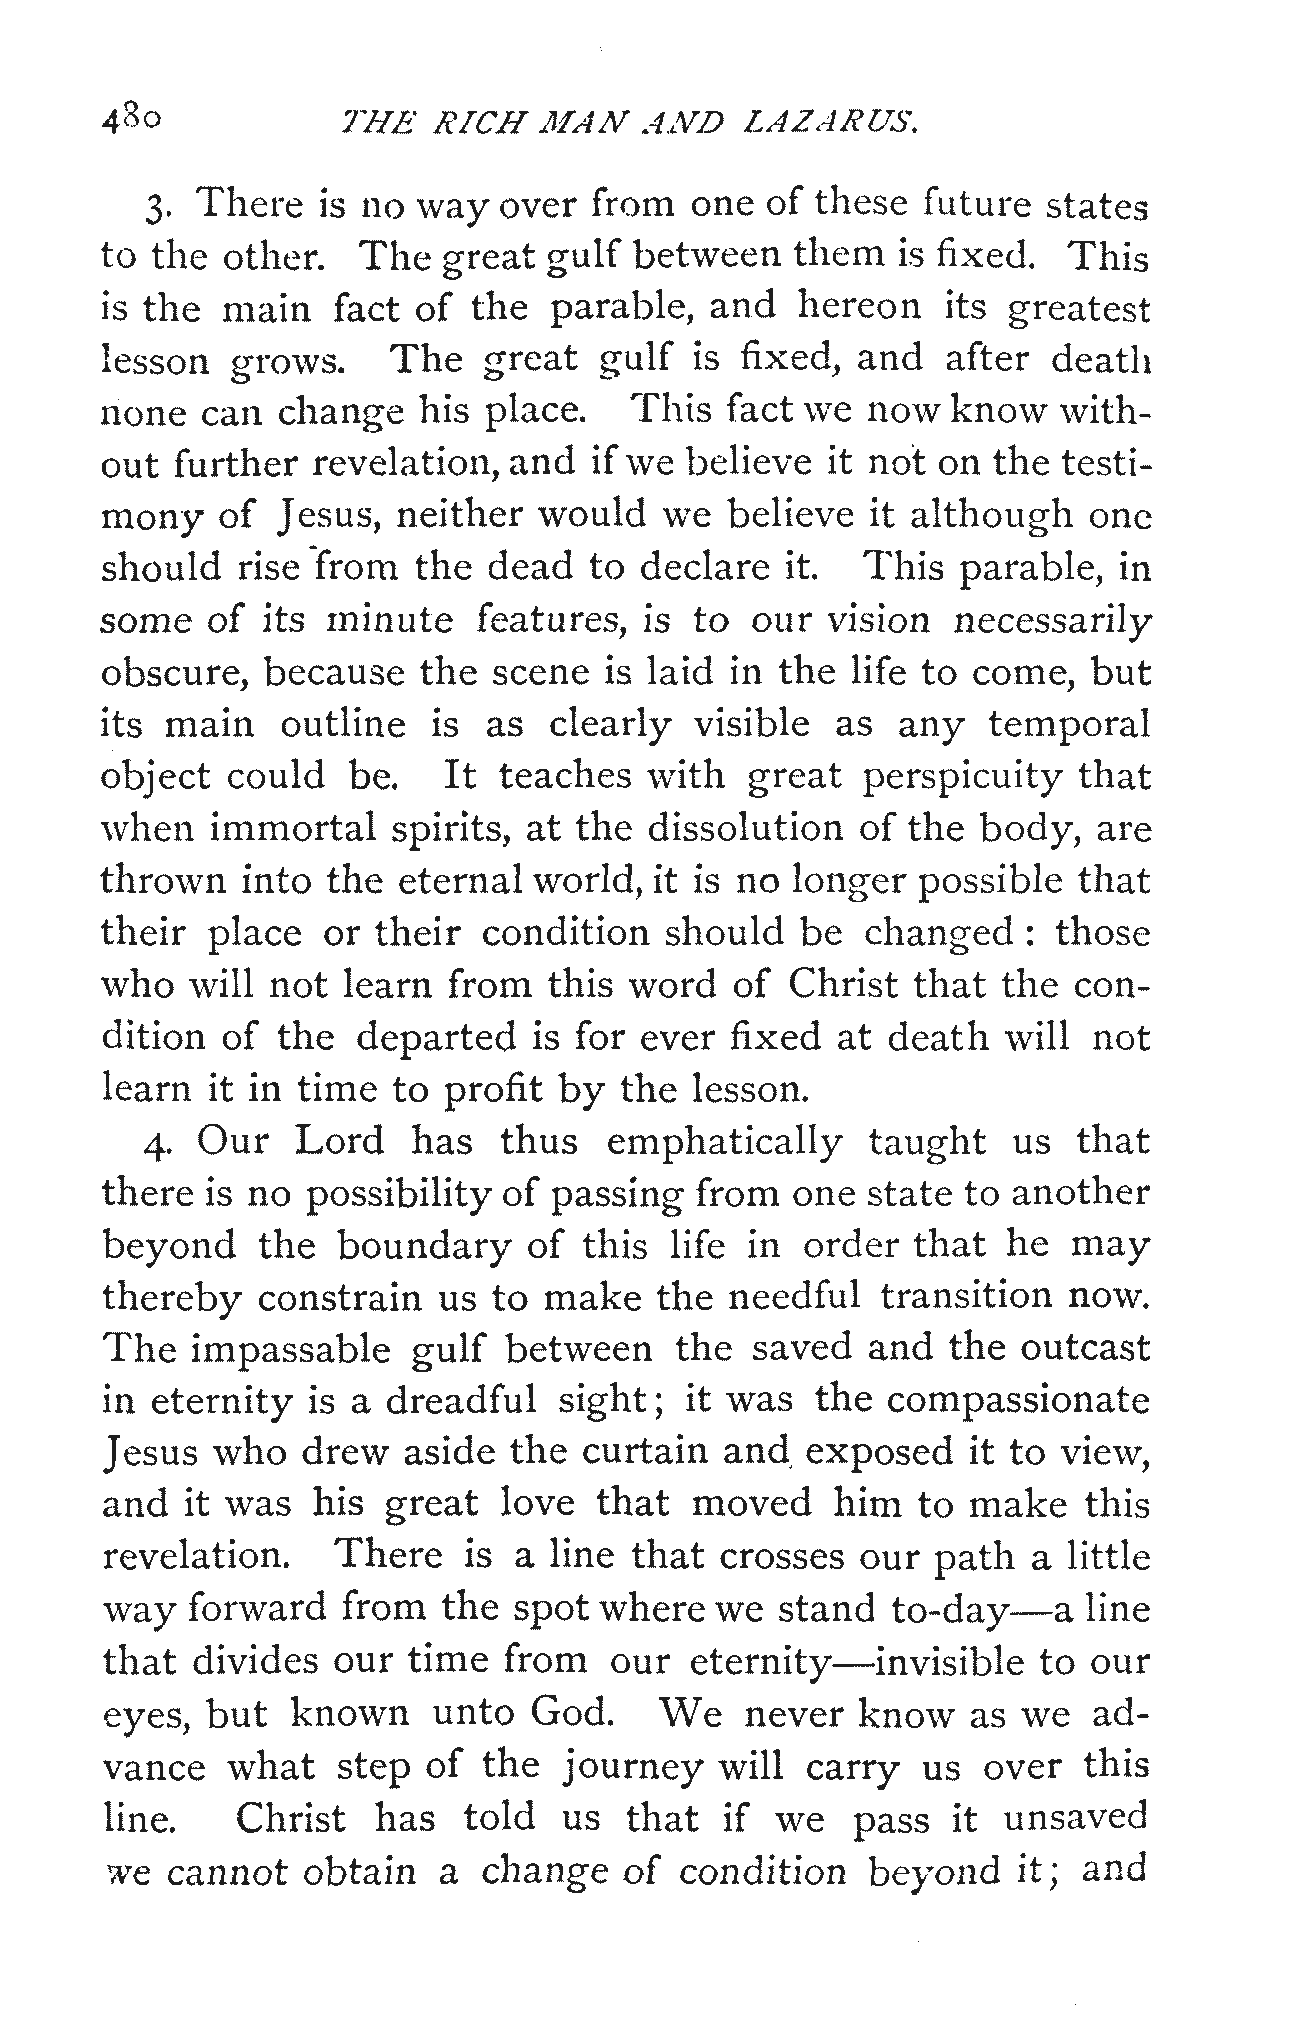 480 THE RICH MAN AND LAZARUS.
3. There is no way over from one of these future states
to the other. The great gulf between them is fixed. This
is the main fact of the parable, and hereon its greatest
lesson grows. The great gulf is fixed, and after death
none can change his place. This fact we now know with-
out further revelation, and if we believe it not on the testi-
mony of Jesus, neither would we believe it although one
should rise from the dead to declare it. This parable, in
some of its minute features, is to our vision necessarily
obscure, because the scene is laid in the life to come, but
its main outline is as clearly visible as any temporal
object could be. It teaches with great perspicuity that
when immortal spirits, at the dissolution of the body, are
thrown into the eternal world, it is no longer possible that
their place or their condition should be changed : those
who will not learn from this word of Christ that the con-
dition of the departed is for ever fixed at death will not
learn it in time to profit by the lesson.
4. Our Lord has thus emphatically taught us that
there is no possibility of passing from one state to another
beyond the boundary of this life in order that he may
thereby constrain us to make the needful transition now.
The impassable gulf between the saved and the outcast
in eternity is a dreadful sight; it was the compassionate
Jesus who drew aside the curtain and exposed it to view,
and it was his great love that moved him to make this
revelation. There is a line that crosses our path a little
way forward from the spot where we stand to-day—a line
that divides our time from our eternity—invisible to our
eyes, but known unto God. We never know as we ad-
vance what step of the journey will carry us over this
line. Christ has told us that if we pass it unsaved
we cannot obtain a change of condition beyond it; and